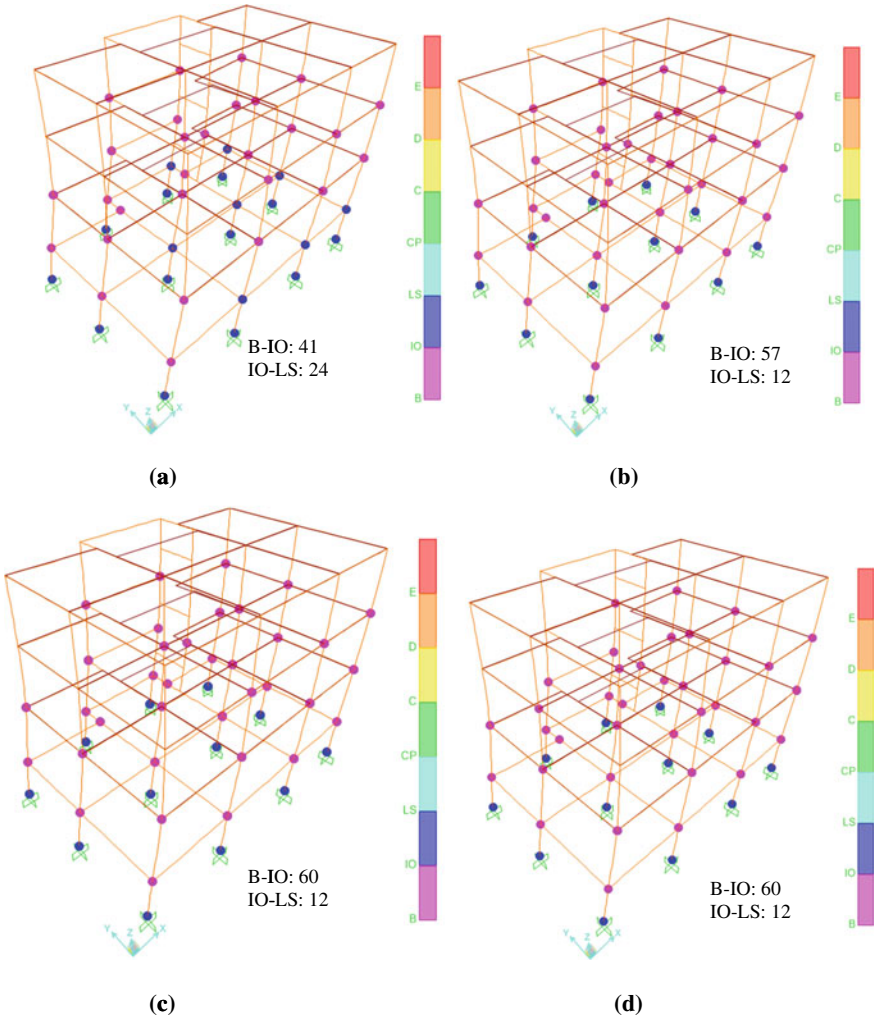 E
D
C
CP
LS
IO
B
B-IO: 41
IO-LS: 24
Y Z X
(a)
E
D
C
CP
LS
IO
B
B-IO: 57
IO-LS: 12
Y Z X
(b)
E
D
C
CP
LS
IO
B
B-IO: 60
IO-LS: 12
Y Z X
(c)
E
D
C
CP
LS
IO
B
B-IO: 60
IO-LS: 12
Y Z X
(d)